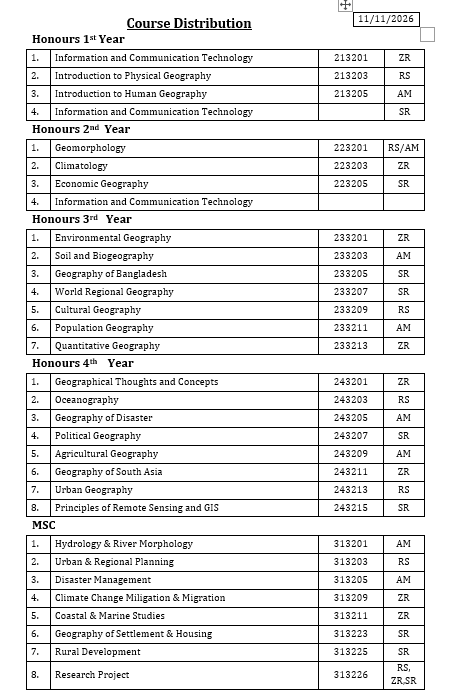 11/11/2026
Course Distribution
Honours 1st Year
1. Information and Communication Technology 213201 ZR
2. Introduction to Physical Geography 213203 RS
3. Introduction to Human Geography 213205 AM
4. Information and Communication Technology SR
Honours 2nd Year
1. Geomorphology 223201 RS/AM
2. Climatology 223203 ZR
3. Economic Geography 223205 SR
4. Information and Communication Technology
Honours 3rd Year
1. Environmental Geography 233201 ZR
2. Soil and Biogeography 233203 AM
3. Geography of Bangladesh 233205 SR
4. World Regional Geography 233207 SR
5. Cultural Geography 233209 RS
6. Population Geography 233211 AM
7. Quantitative Geography 233213 ZR
Honours 4th Year
1. Geographical Thoughts and Concepts 243201 ZR
2. Oceanography 243203 RS
3. Geography of Disaster 243205 AM
4. Political Geography 243207 SR
5. Agricultural Geography 243209 AM
6. Geography of South Asia 243211 ZR
7. Urban Geography 243213 RS
8. Principles of Remote Sensing and GIS 243215 SR
MSC
1. Hydrology & River Morphology 313201 AM
2. Urban & Regional Planning 313203 RS
3. Disaster Management 313205 AM
4. Climate Change Miligation & Migration 313209 ZR
5. Coastal & Marine Studies 313211 ZR
6. Geography of Settlement & Housing 313223 SR
7. Rural Development 313225 SR
8. Research Project 313226 RS,
ZR,SR